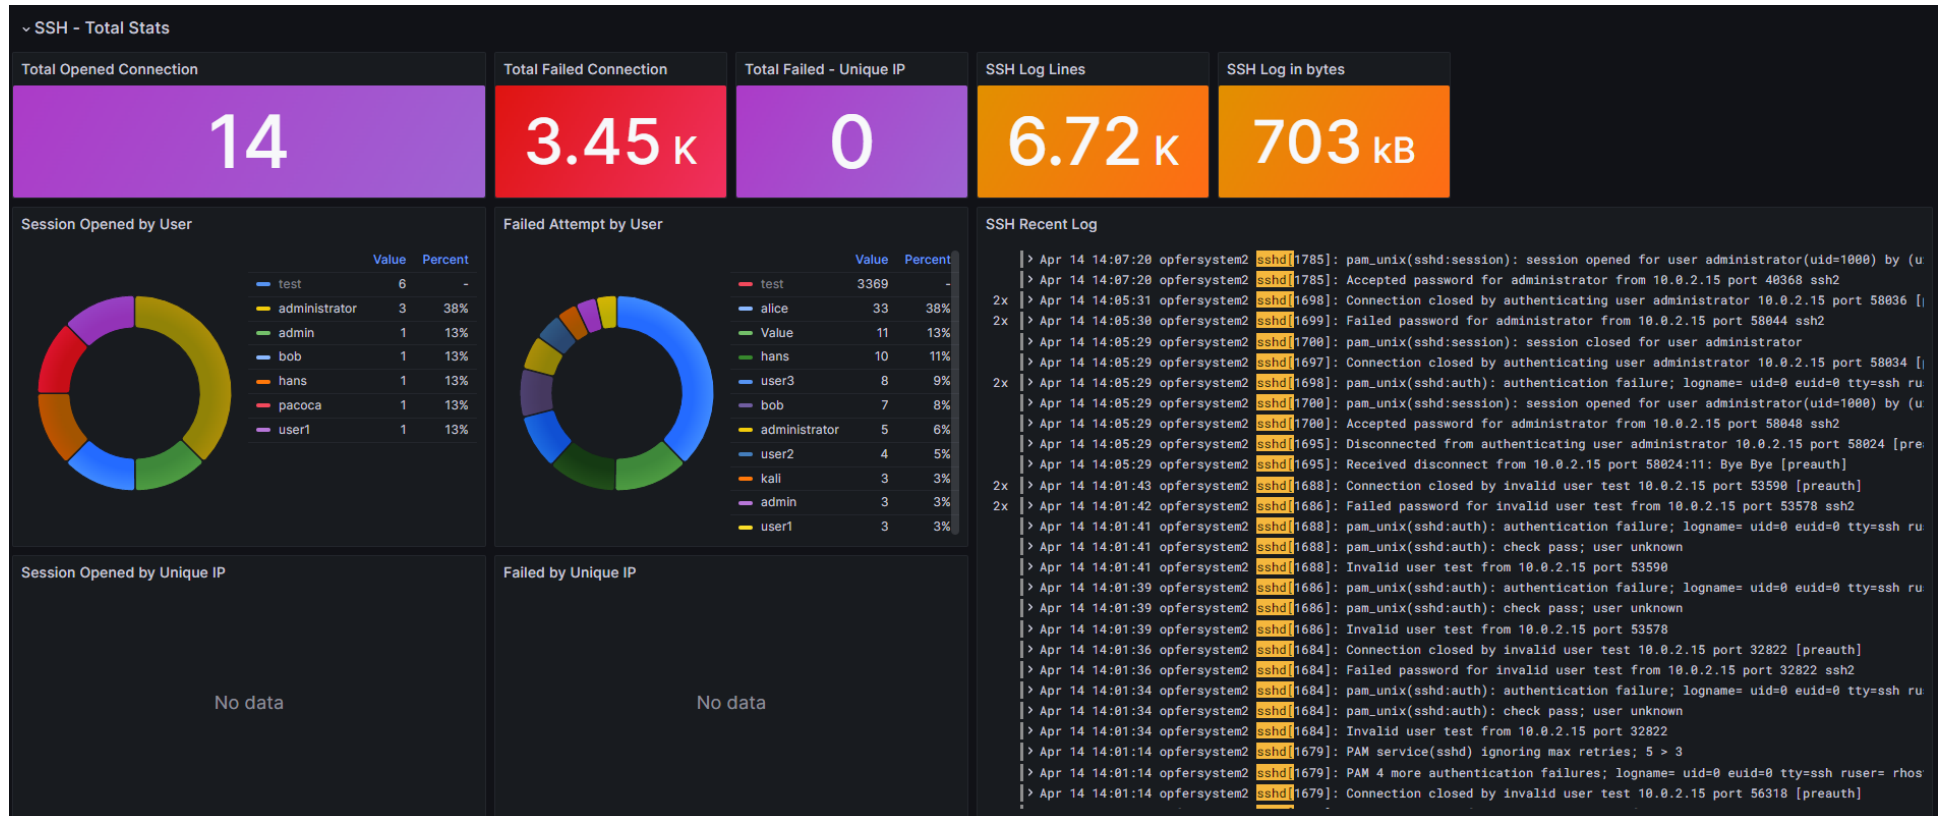 SSH - Total Stats
Total Opened Connection
14
Total Failed Connection
3.45 K
Total Failed - Unique IP
0
SSH Log Lines
6.72 K
SSH Log in bytes
703 kB
Session Opened by User
Value Percent
test 6 -
administrator 3 38%
admin 1 13%
bob 1 13%
hans 1 13%
pacoca 1 13%
user1 1 13%
Failed Attempt by User
Value Percent
test 3369 -
alice 33 38%
Value 11 13%
hans 10 11%
user3 8 9%
bob 7 8%
administrator 5 6%
user2 4 5%
kali 3 3%
admin 3 3%
user1 3 3%
SSH Recent Log
> Apr 14 14:07:20 opfersystem2 sshd[1785]: pam_unix(sshd:session): session opened for user administrator(uid=1000) by (u
> Apr 14 14:07:20 opfersystem2 sshd[1785]: Accepted password for administrator from 10.0.2.15 port 40368 ssh2
2x > Apr 14 14:05:31 opfersystem2 sshd[1698]: Connection closed by authenticating user administrator 10.0.2.15 port 58036 [
2x > Apr 14 14:05:30 opfersystem2 sshd[1699]: Failed password for administrator from 10.0.2.15 port 58044 ssh2
> Apr 14 14:05:29 opfersystem2 sshd[1700]: pam_unix(sshd:session): session closed for user administrator
> Apr 14 14:05:29 opfersystem2 sshd[1697]: Connection closed by authenticating user administrator 10.0.2.15 port 58034 [
2x > Apr 14 14:05:29 opfersystem2 sshd[1698]: pam_unix(sshd:auth): authentication failure; logname= uid=0 euid=0 tty=ssh ru
> Apr 14 14:05:29 opfersystem2 sshd[1700]: pam_unix(sshd:session): session opened for user administrator(uid=1000) by (u
> Apr 14 14:05:29 opfersystem2 sshd[1700]: Accepted password for administrator from 10.0.2.15 port 58048 ssh2
> Apr 14 14:05:29 opfersystem2 sshd[1695]: Disconnected from authenticating user administrator 10.0.2.15 port 58024 [pre
> Apr 14 14:05:29 opfersystem2 sshd[1695]: Received disconnect from 10.0.2.15 port 58024:11: Bye Bye [preauth]
2x > Apr 14 14:01:43 opfersystem2 sshd[1688]: Connection closed by invalid user test 10.0.2.15 port 53590 [preauth]
2x > Apr 14 14:01:42 opfersystem2 sshd[1686]: Failed password for invalid user test from 10.0.2.15 port 53578 ssh2
> Apr 14 14:01:41 opfersystem2 sshd[1688]: pam_unix(sshd:auth): authentication failure; logname= uid=0 euid=0 tty=ssh ru
> Apr 14 14:01:41 opfersystem2 sshd[1688]: pam_unix(sshd:auth): check pass; user unknown
> Apr 14 14:01:41 opfersystem2 sshd[1688]: Invalid user test from 10.0.2.15 port 53590
> Apr 14 14:01:39 opfersystem2 sshd[1686]: pam_unix(sshd:auth): authentication failure; logname= uid=0 euid=0 tty=ssh ru
> Apr 14 14:01:39 opfersystem2 sshd[1686]: pam_unix(sshd:auth): check pass; user unknown
> Apr 14 14:01:39 opfersystem2 sshd[1686]: Invalid user test from 10.0.2.15 port 53578
> Apr 14 14:01:36 opfersystem2 sshd[1684]: Connection closed by invalid user test 10.0.2.15 port 32822 [preauth]
> Apr 14 14:01:36 opfersystem2 sshd[1684]: Failed password for invalid user test from 10.0.2.15 port 32822 ssh2
> Apr 14 14:01:34 opfersystem2 sshd[1684]: pam_unix(sshd:auth): authentication failure; logname= uid=0 euid=0 tty=ssh ru
> Apr 14 14:01:34 opfersystem2 sshd[1684]: pam_unix(sshd:auth): check pass; user unknown
> Apr 14 14:01:34 opfersystem2 sshd[1684]: Invalid user test from 10.0.2.15 port 32822
> Apr 14 14:01:14 opfersystem2 sshd[1679]: PAM service(sshd) ignoring max retries; 5 > 3
> Apr 14 14:01:14 opfersystem2 sshd[1679]: PAM 4 more authentication failures; logname= uid=0 euid=0 tty=ssh ruser= rhos
> Apr 14 14:01:14 opfersystem2 sshd[1679]: Connection closed by invalid user test 10.0.2.15 port 56318 [preauth]
Session Opened by Unique IP
No data
Failed by Unique IP
No data